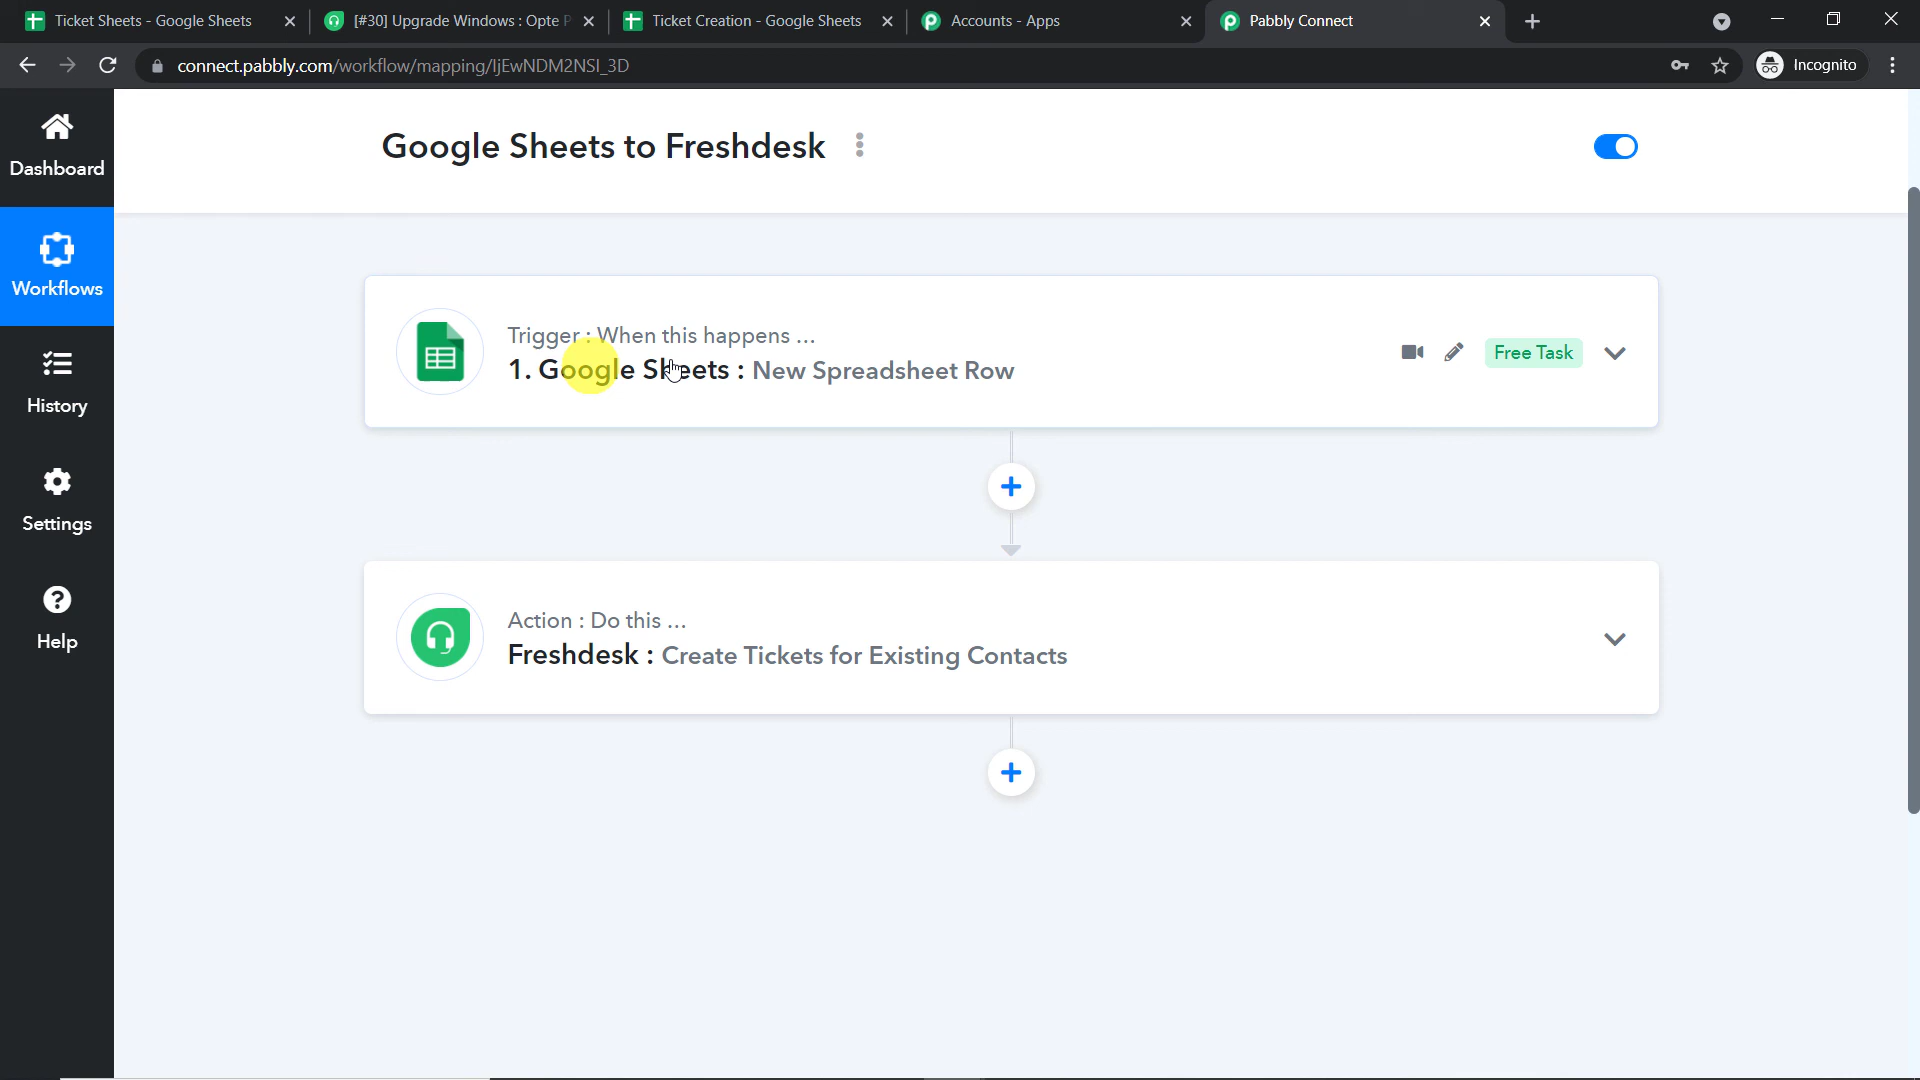 Ticket Sheets - Google Sheets
[#30] Upgrade Windows : Opte P
Ticket Creation - Google Sheets
Accounts - Apps
Pabbly Connect
connect.pabbly.com/workflow/mapping/IjEwNDM2NSI_3D
Incognito
Dashboard
Workflows
History
Settings
Help
Google Sheets to Freshdesk
Trigger : When this happens ...
1. Google Sheets : New Spreadsheet Row
Free Task
Action : Do this ...
Freshdesk : Create Tickets for Existing Contacts